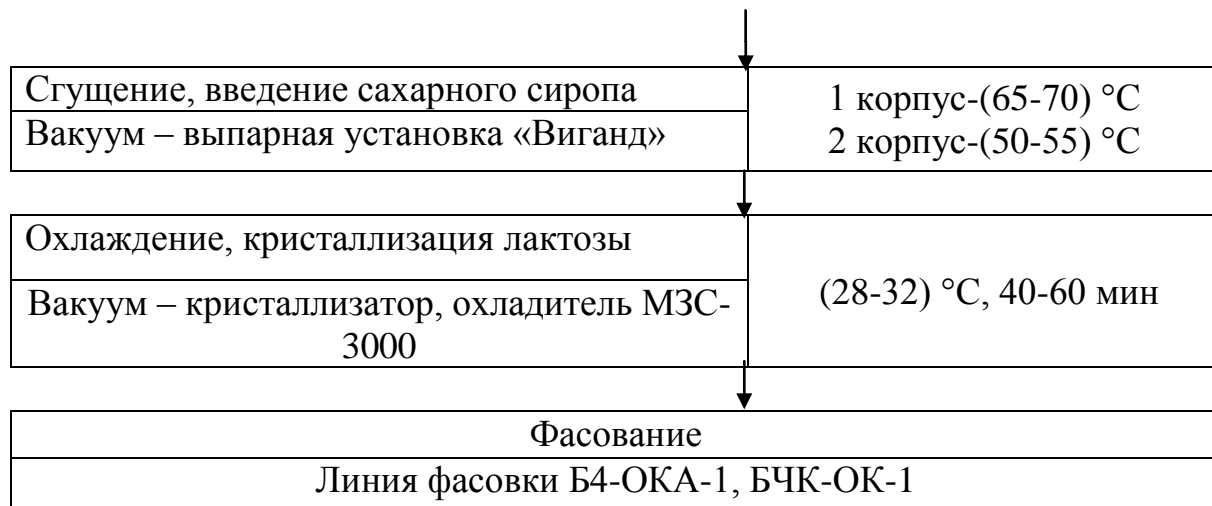 Сгущение, введение сахарного сиропа
Вакуум – выпарная установка «Виганд»
1 корпус-(65-70) °С
2 корпус-(50-55) °С
Охлаждение, кристаллизация лактозы
Вакуум – кристаллизатор, охладитель МЗС-
3000
(28-32) °С, 40-60 мин
Фасование
Линия фасовки Б4-ОКА-1, БЧК-ОК-1